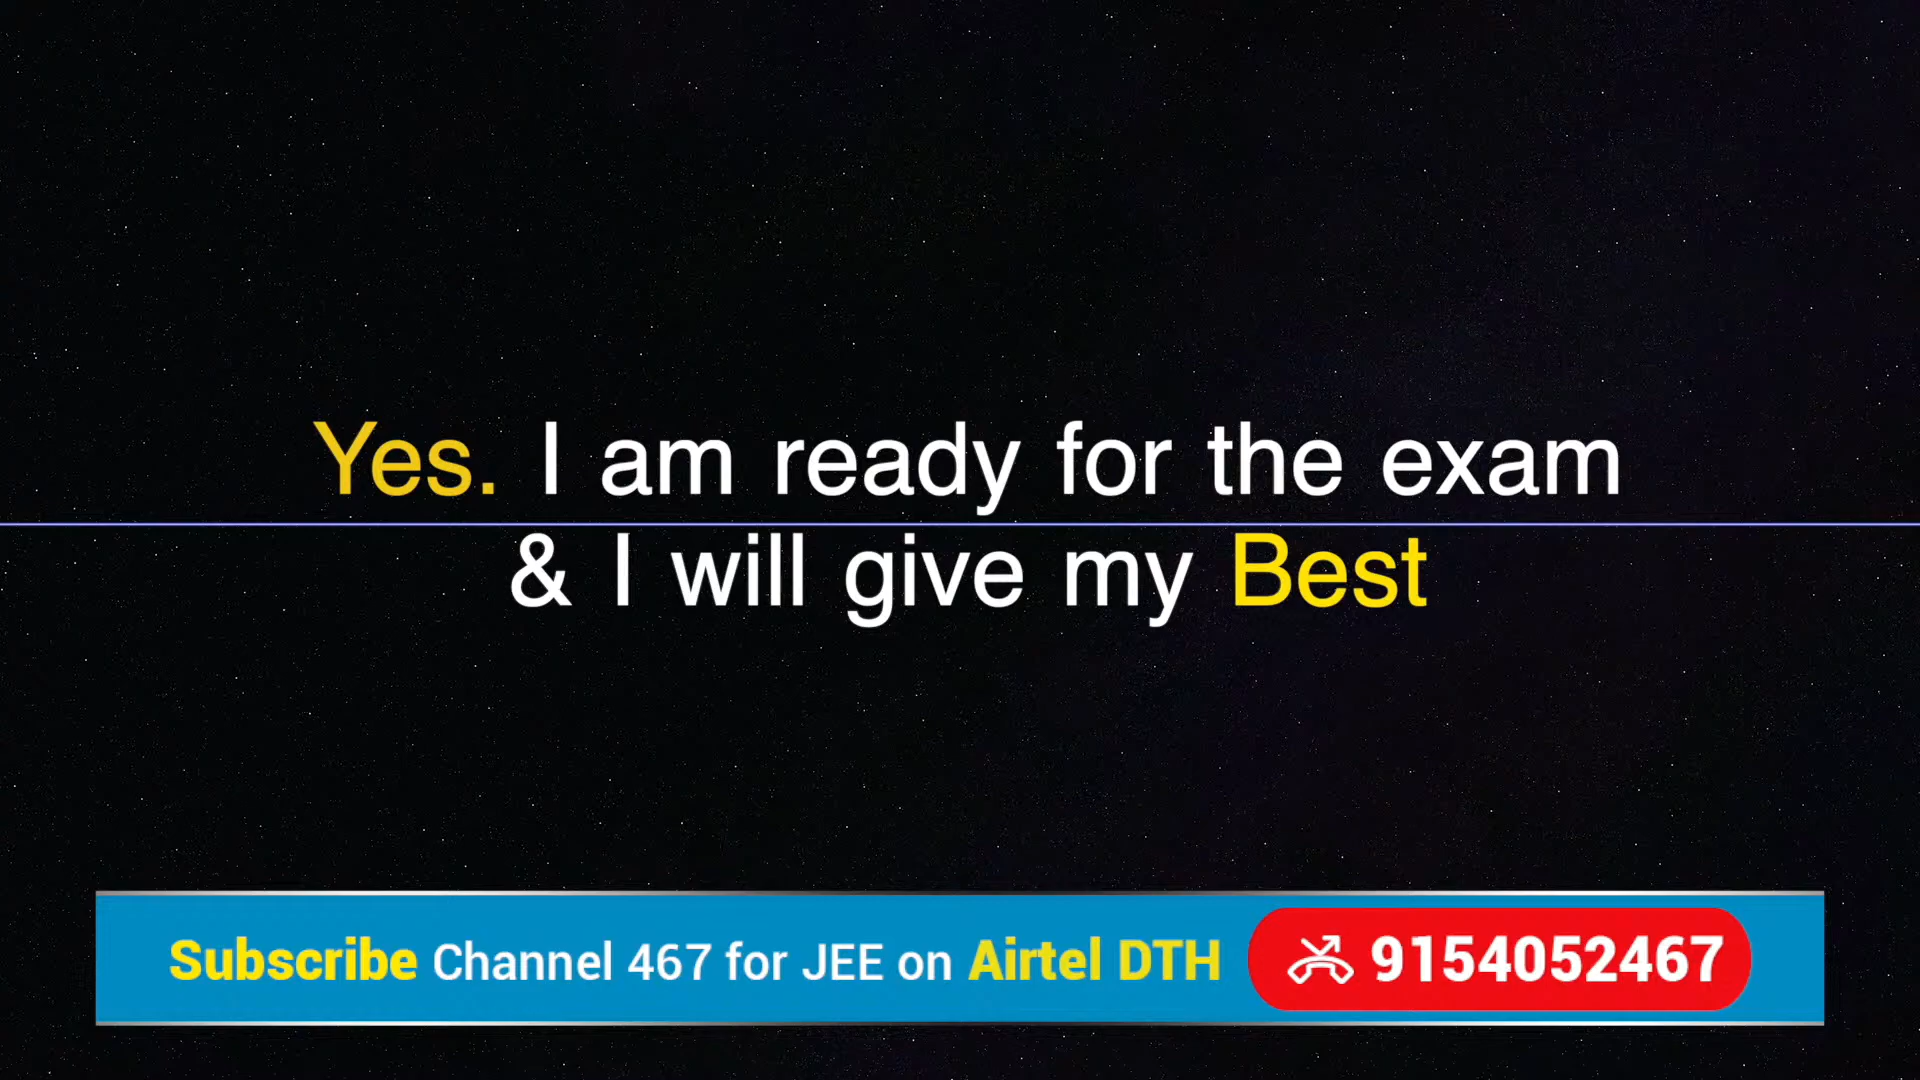 Yes. I am ready for the exam
& I will give my Best
Subscribe Channel 467 for JEE on Airtel DTH 9154052467